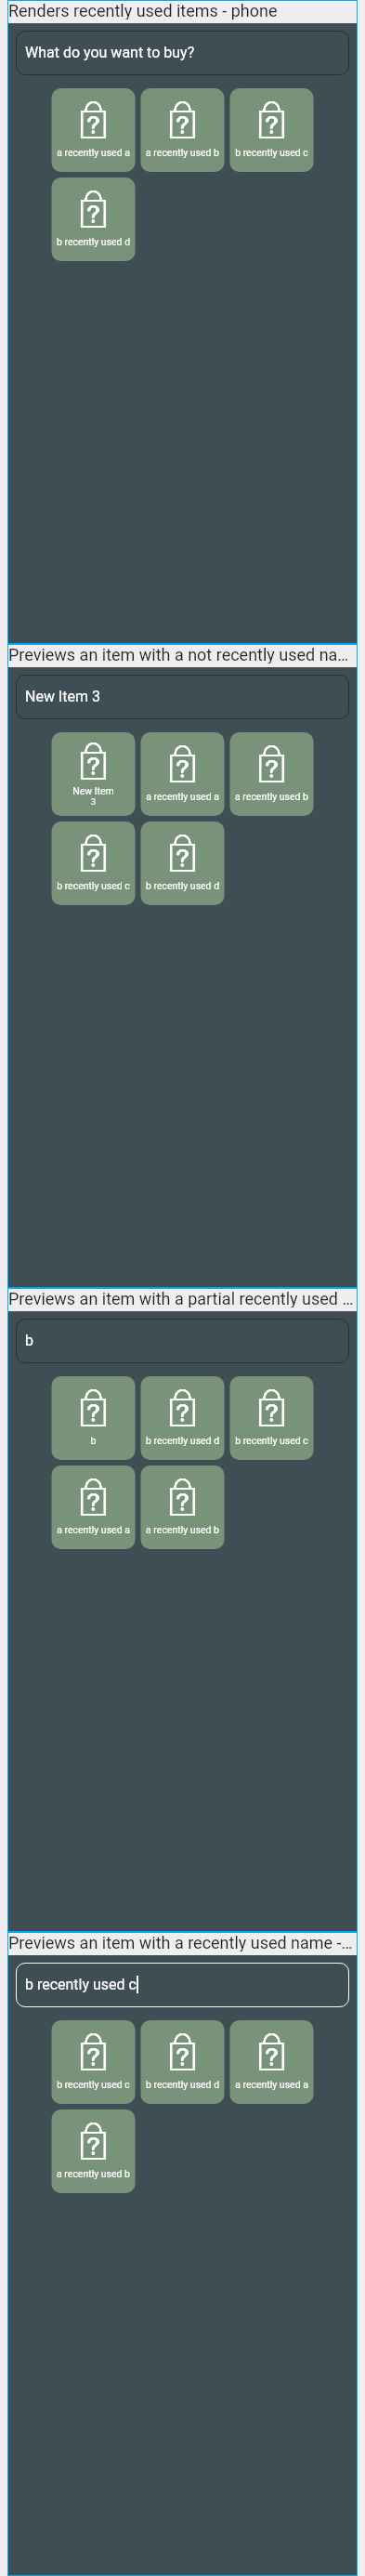 Renders recently used items - phone
What do you want to buy?
a recently used a
a recently used b
b recently used c
b recently used d
Previews an item with a not recently used na...
New Item 3
New Item
3
a recently used a
a recently used b
b recently used c
b recently used d
Previews an item with a partial recently used ...
b
b
b recently used d
b recently used c
a recently used a
a recently used b
Previews an item with a recently used name -...
b recently used c
b recently used c
b recently used d
a recently used a
a recently used b